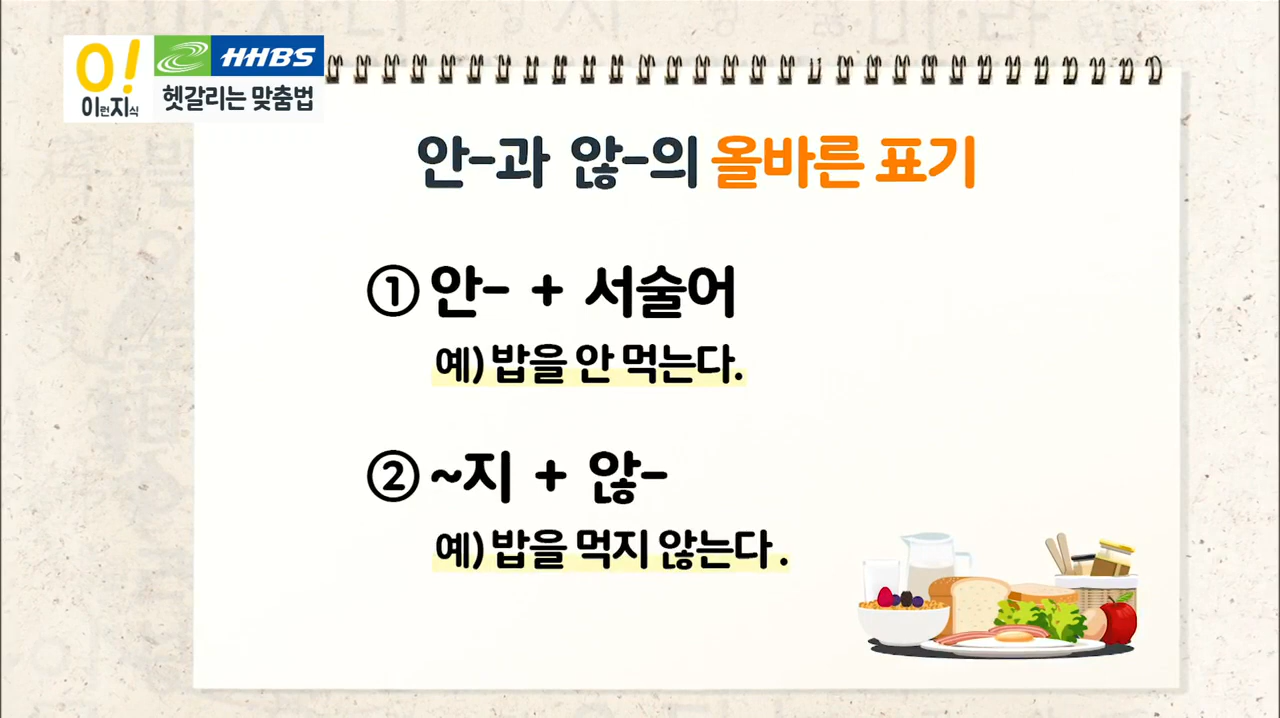 이!
이런지식
HHBS
헷갈리는 맞춤법
안-과 않-의 올바른 표기
① 안- + 서술어
예) 밥을 안 먹는다.
② ~지 + 않-
예) 밥을 먹지 않는다 .